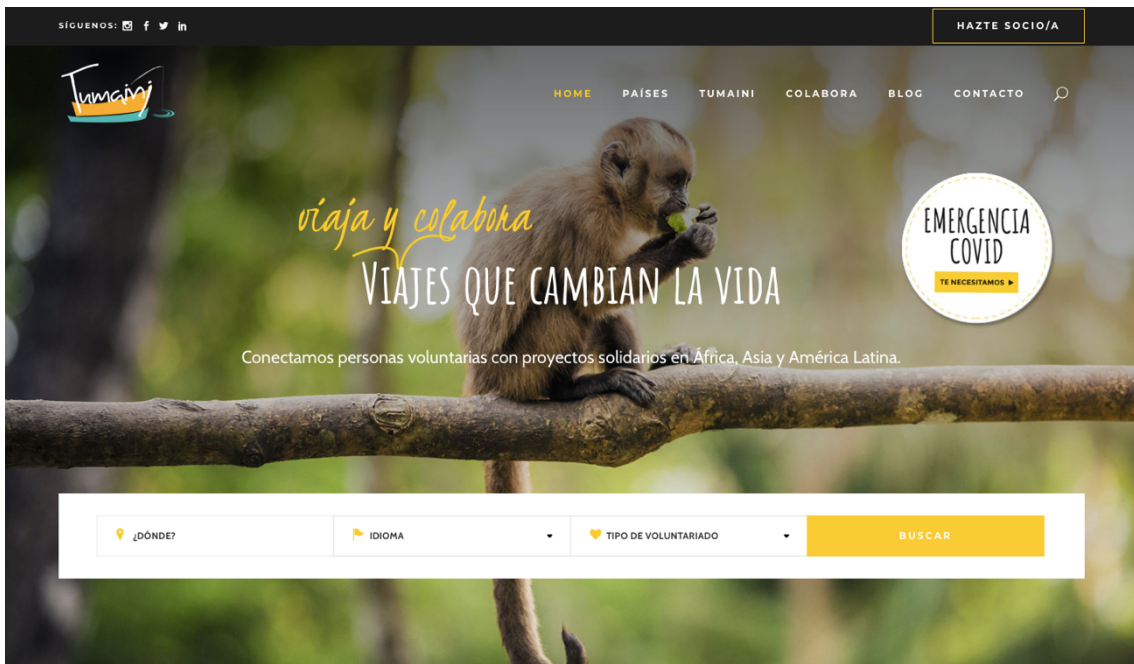 SÍGUENOS:
HAZTE SOCIO/A
Tumaini
HOME PAÍSES TUMAINI COLABORA BLOG CONTACTO
viaja y colabora
VIAJES QUE CAMBIAN LA VIDA
EMERGENCIA
COVID
TE NECESITAMOS
Conectamos personas voluntarias con proyectos solidarios en África, Asia y América Latina.
¿DÓNDE? IDIOMA TIPO DE VOLUNTARIADO BUSCAR